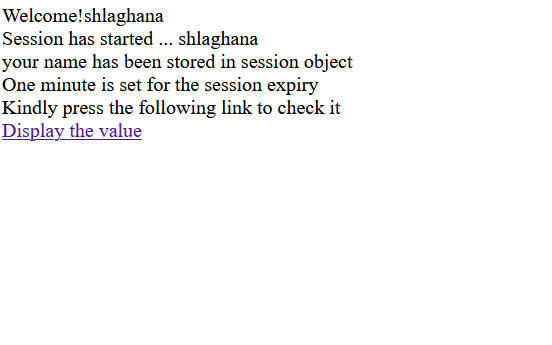 Welcome!shlaghana
Session has started ... shlaghana
your name has been stored in session object
One minute is set for the session expiry
Kindly press the following link to check it
Display the value